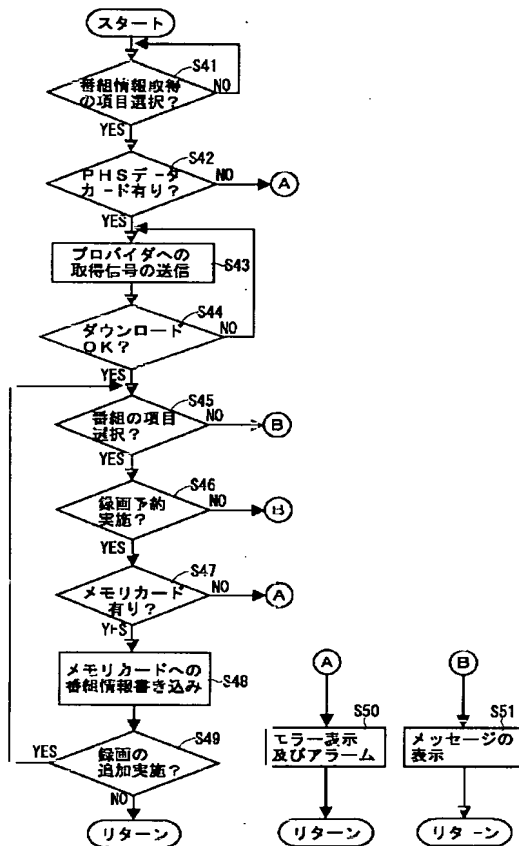 スタート
S41
番組情報取得
の項目選択?
NO
YES
S42
PHSデータ
カード有り?
NO
A
YES
プロバイダへの
取得信号の送信
S43
S44
ダウンロード
OK?
NO
YES
S45
番組の項目
選択?
NO
B
YES
S46
録画予約
実施?
NO
B
YES
S47
メモリカード
有り?
NO
A
YES
メモリカードへの
番組情報書き込み
S48
S49
YES
録画の
追加実施?
NO
リターン
A
S50
エラー表示
及びアラーム
リターン
B
S51
メッセージの
表示
リターン